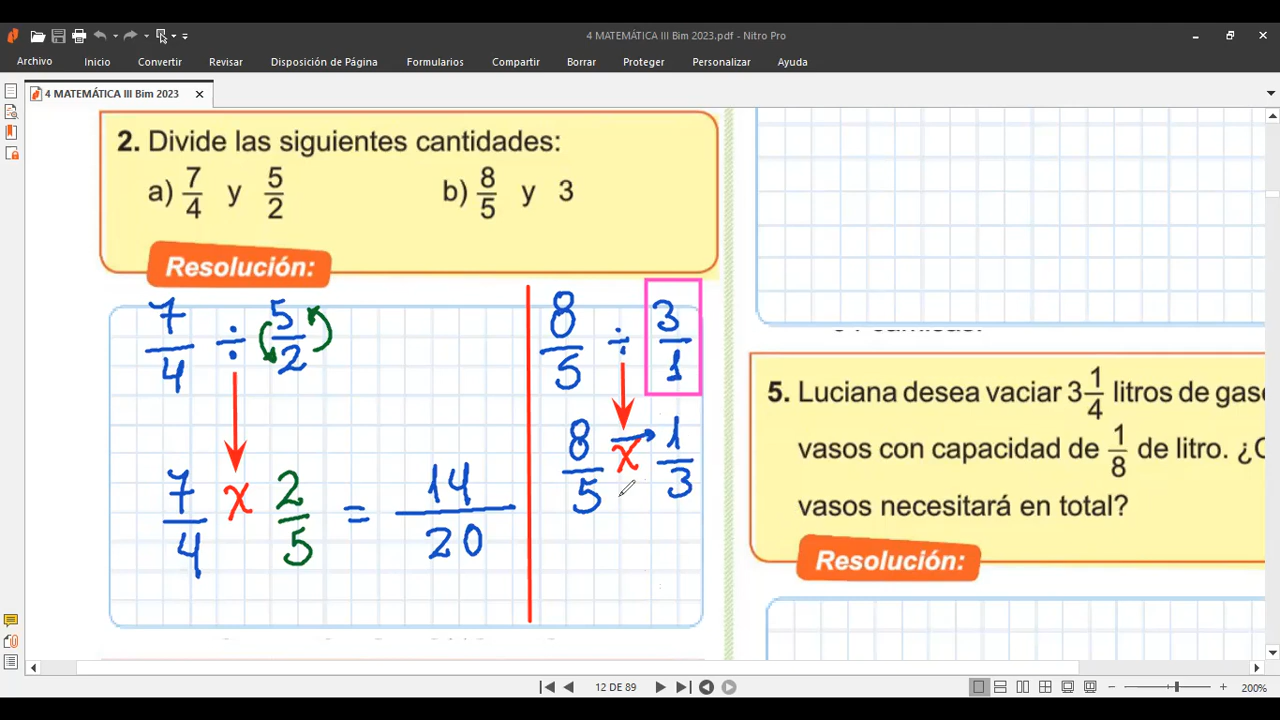 4 MATEMÁTICA III Bim 2023.pdf - Nitro Pro
Archivo Inicio Convertir Revisar Disposición de Página Formularios Compartir Borrar Proteger Personalizar Ayuda
4 MATEMÁTICA III Bim 2023
2. Divide las siguientes cantidades:
a) 7/4 y 5/2 b) 8/5 y 3
Resolución:
7/4 ÷ 5/2
7/4 x 2/5 = 14/20
8/5 ÷ 3/1
8/5 x 1/3
5. Luciana desea vaciar 3 1/4 litros de gase
vasos con capacidad de 1/8 de litro. ¿C
vasos necesitará en total?
Resolución:
12 DE 89
200%